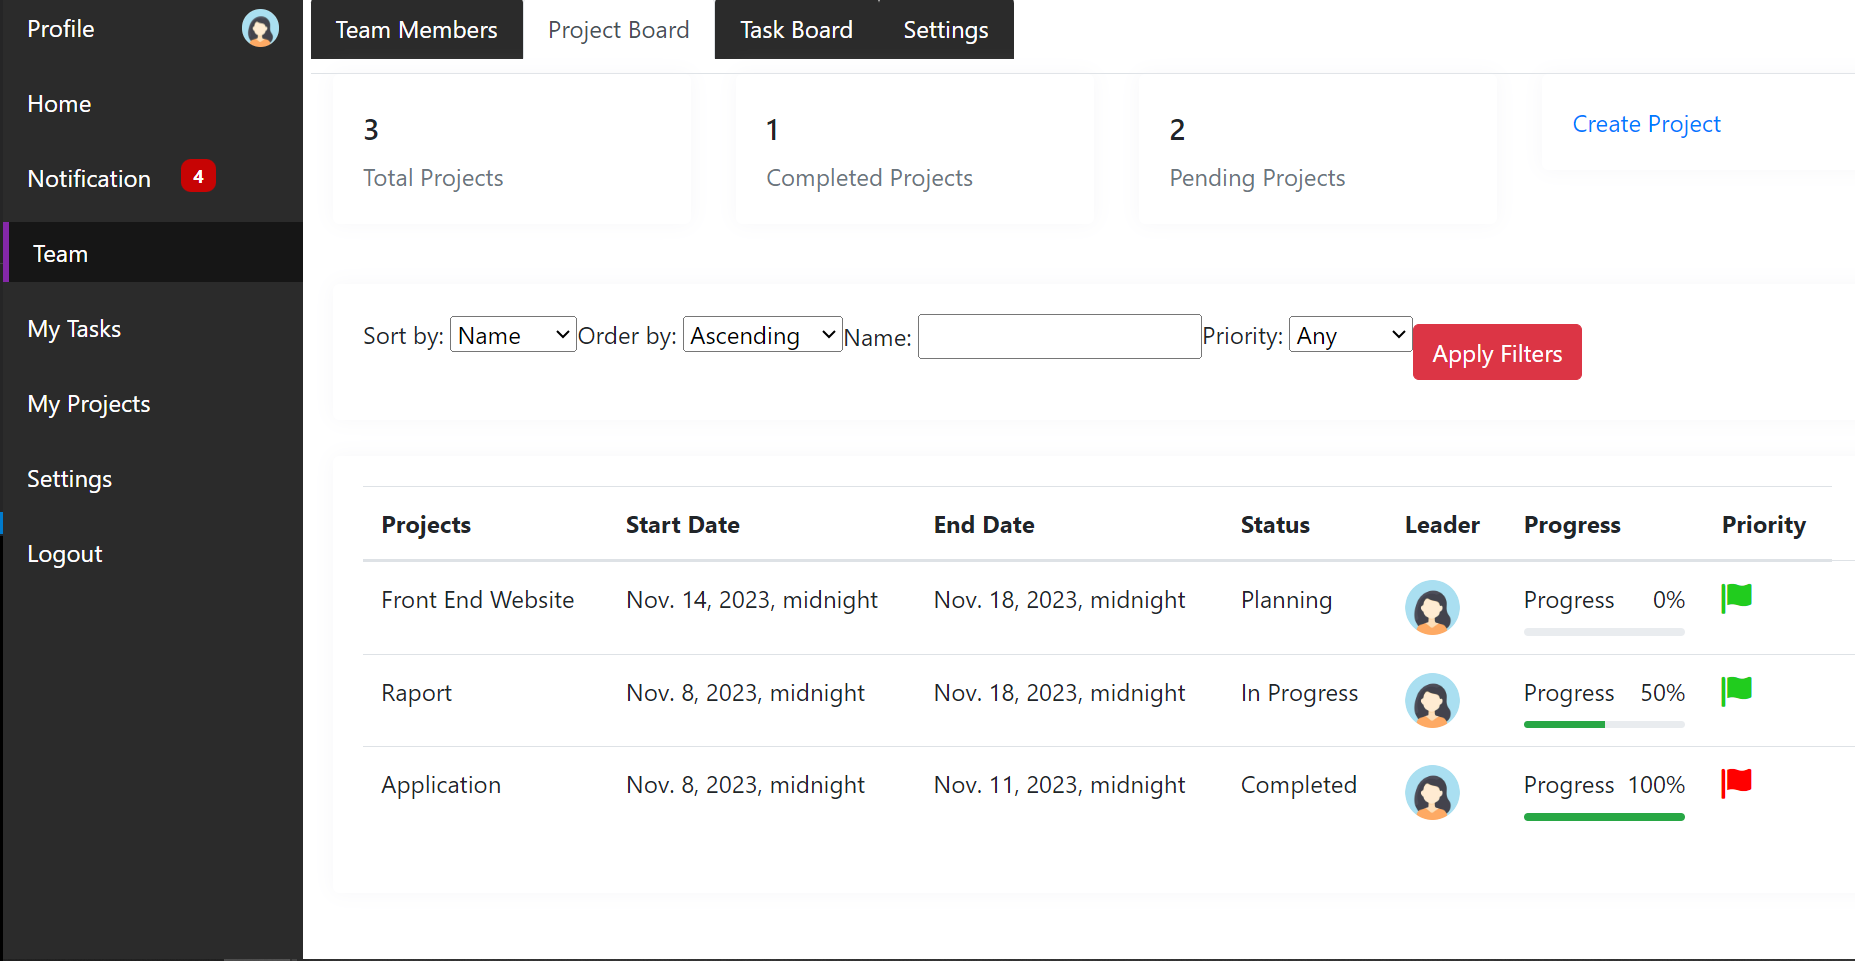 Profile
Home
Notification 4
Team
My Tasks
My Projects
Settings
Logout
Team Members Project Board Task Board Settings
3
Total Projects
1
Completed Projects
2
Pending Projects
Create Project
Sort by: Name Order by: Ascending Name: Priority: Any Apply Filters
Projects Start Date End Date Status Leader Progress Priority
Front End Website Nov. 14, 2023, midnight Nov. 18, 2023, midnight Planning Progress 0%
Raport Nov. 8, 2023, midnight Nov. 18, 2023, midnight In Progress Progress 50%
Application Nov. 8, 2023, midnight Nov. 11, 2023, midnight Completed Progress 100%